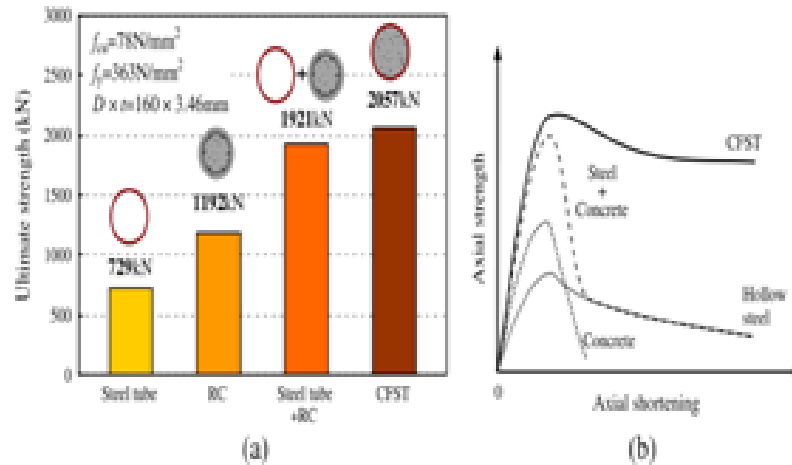 3000
2500
2000
1500
1000
500
0
Ultimate strength (kN)
=78N/mm²
=363N/mm²
D × t=160 × 3.46mm
729kN
1192kN
1921kN
+
2057kN
Steel tube
RC
Steel tube
+RC
CFST
(a)
Axial strength
CFST
Steel
+
Concrete
Hollow
steel
Concrete
0
Axial shortening
(b)